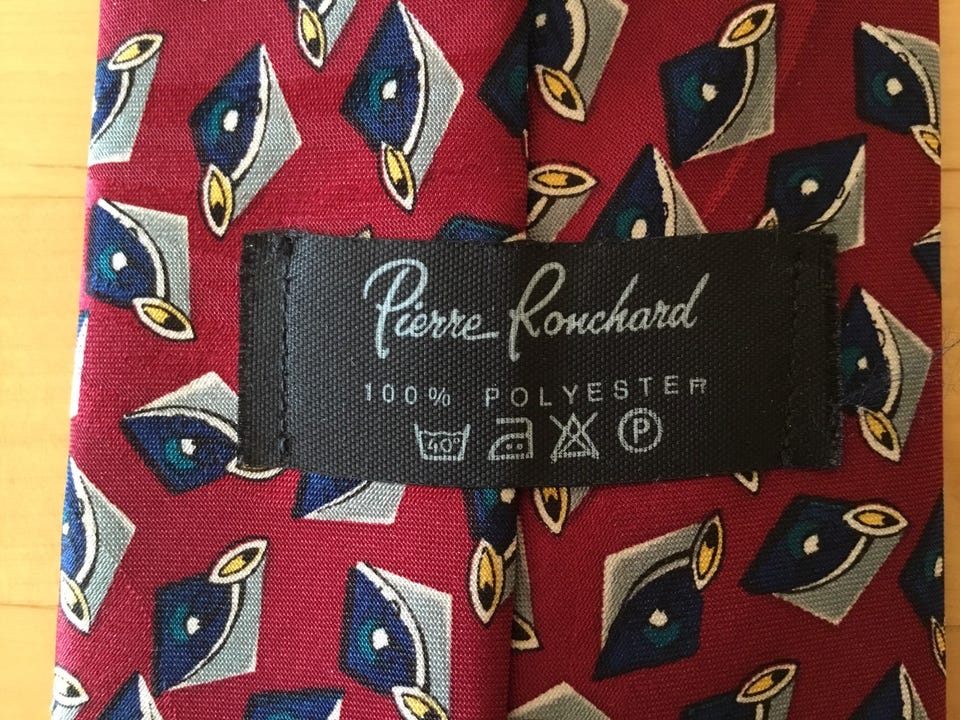 Pierre Ronchard
100% POLYESTER
40° P